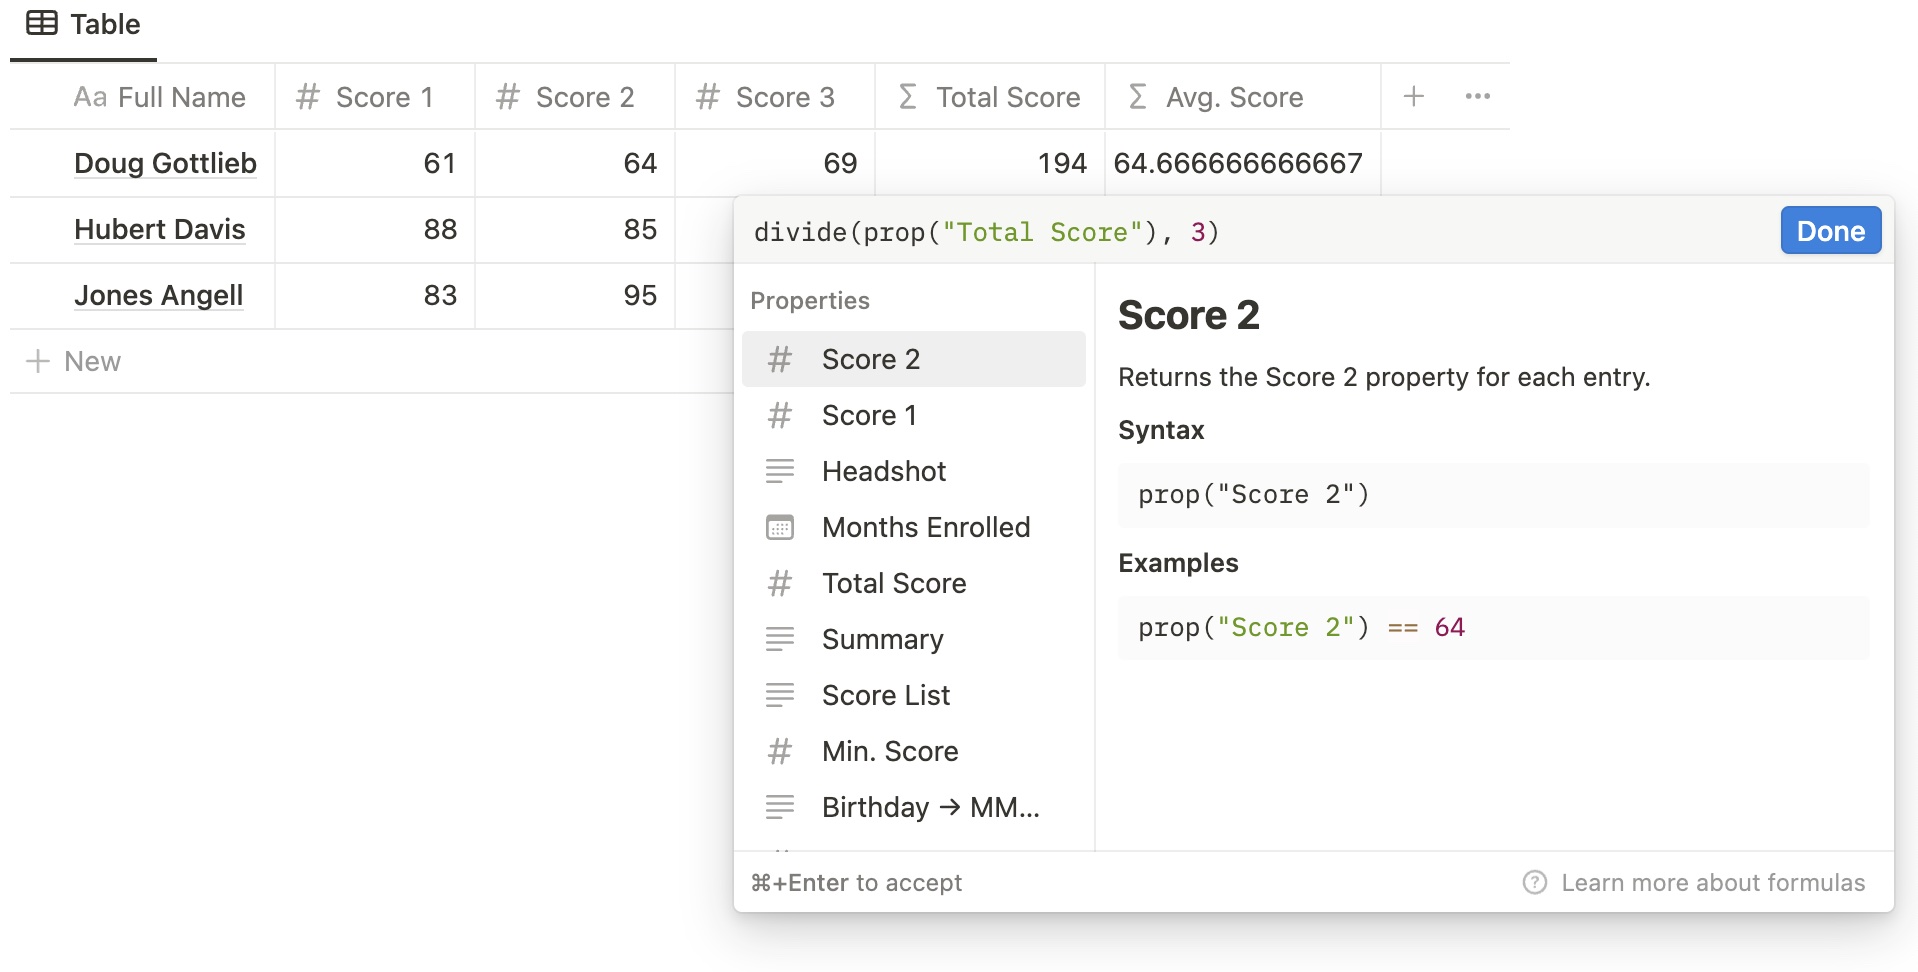 Table
Aa Full Name # Score 1 # Score 2 # Score 3 Σ Total Score Σ Avg. Score + •••
Doug Gottlieb 61 64 69 194 64.666666666667
Hubert Davis 88 85
Jones Angell 83 95
+ New
divide(prop("Total Score"), 3)
Done
Properties
# Score 2
# Score 1
Headshot
Months Enrolled
# Total Score
Summary
Score List
# Min. Score
Birthday → MM...
Score 2
Returns the Score 2 property for each entry.
Syntax
prop("Score 2")
Examples
prop("Score 2") == 64
⌘+Enter to accept
? Learn more about formulas